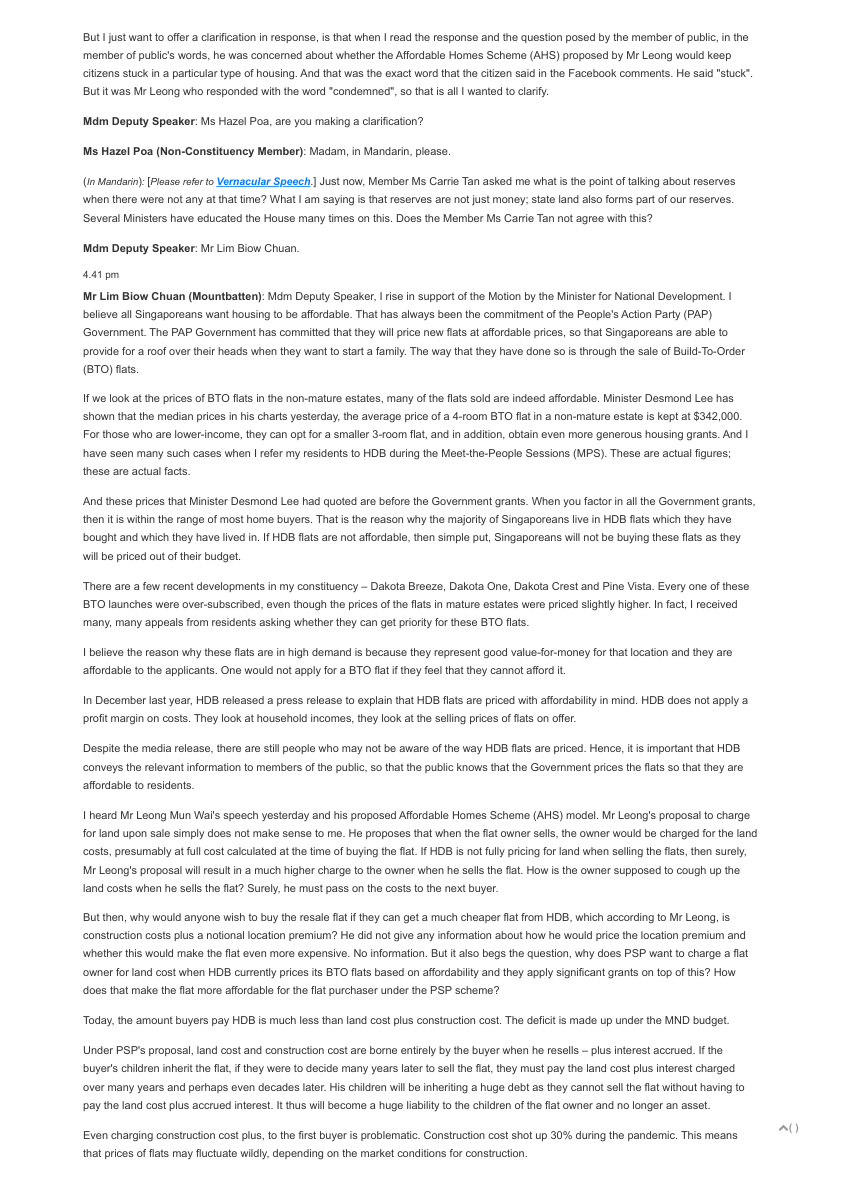 But I just want to offer a clarification in response, is that when I read the response and the question posed by the member of public, in the
member of public's words, he was concerned about whether the Affordable Homes Scheme (AHS) proposed by Mr Leong would keep
citizens stuck in a particular type of housing. And that was the exact word that the citizen said in the Facebook comments. He said "stuck".
But it was Mr Leong who responded with the word "condemned", so that is all I wanted to clarify.
Mdm Deputy Speaker: Ms Hazel Poa, are you making a clarification?
Ms Hazel Poa (Non-Constituency Member): Madam, in Mandarin, please.
(In Mandarin): [Please refer to Vernacular Speech.] Just now, Member Ms Carrie Tan asked me what is the point of talking about reserves
when there were not any at that time? What I am saying is that reserves are not just money; state land also forms part of our reserves.
Several Ministers have educated the House many times on this. Does the Member Ms Carrie Tan not agree with this?
Mdm Deputy Speaker: Mr Lim Biow Chuan.
4.41 pm
Mr Lim Biow Chuan (Mountbatten): Mdm Deputy Speaker, I rise in support of the Motion by the Minister for National Development. I
believe all Singaporeans want housing to be affordable. That has always been the commitment of the People's Action Party (PAP)
Government. The PAP Government has committed that they will price new flats at affordable prices, so that Singaporeans are able to
provide for a roof over their heads when they want to start a family. The way that they have done so is through the sale of Build-To-Order
(BTO) flats.
If we look at the prices of BTO flats in the non-mature estates, many of the flats sold are indeed affordable. Minister Desmond Lee has
shown that the median prices in his charts yesterday, the average price of a 4-room BTO flat in a non-mature estate is kept at $342,000.
For those who are lower-income, they can opt for a smaller 3-room flat, and in addition, obtain even more generous housing grants. And I
have seen many such cases when I refer my residents to HDB during the Meet-the-People Sessions (MPS). These are actual figures;
these are actual facts.
And these prices that Minister Desmond Lee had quoted are before the Government grants. When you factor in all the Government grants,
then it is within the range of most home buyers. That is the reason why the majority of Singaporeans live in HDB flats which they have
bought and which they have lived in. If HDB flats are not affordable, then simple put, Singaporeans will not be buying these flats as they
will be priced out of their budget.
There are a few recent developments in my constituency – Dakota Breeze, Dakota One, Dakota Crest and Pine Vista. Every one of these
BTO launches were over-subscribed, even though the prices of the flats in mature estates were priced slightly higher. In fact, I received
many, many appeals from residents asking whether they can get priority for these BTO flats.
I believe the reason why these flats are in high demand is because they represent good value-for-money for that location and they are
affordable to the applicants. One would not apply for a BTO flat if they feel that they cannot afford it.
In December last year, HDB released a press release to explain that HDB flats are priced with affordability in mind. HDB does not apply a
profit margin on costs. They look at household incomes, they look at the selling prices of flats on offer.
Despite the media release, there are still people who may not be aware of the way HDB flats are priced. Hence, it is important that HDB
conveys the relevant information to members of the public, so that the public knows that the Government prices the flats so that they are
affordable to residents.
I heard Mr Leong Mun Wai's speech yesterday and his proposed Affordable Homes Scheme (AHS) model. Mr Leong's proposal to charge
for land upon sale simply does not make sense to me. He proposes that when the flat owner sells, the owner would be charged for the land
costs, presumably at full cost calculated at the time of buying the flat. If HDB is not fully pricing for land when selling the flats, then surely,
Mr Leong's proposal will result in a much higher charge to the owner when he sells the flat. How is the owner supposed to cough up the
land costs when he sells the flat? Surely, he must pass on the costs to the next buyer.
But then, why would anyone wish to buy the resale flat if they can get a much cheaper flat from HDB, which according to Mr Leong, is
construction costs plus a notional location premium? He did not give any information about how he would price the location premium and
whether this would make the flat even more expensive. No information. But it also begs the question, why does PSP want to charge a flat
owner for land cost when HDB currently prices its BTO flats based on affordability and they apply significant grants on top of this? How
does that make the flat more affordable for the flat purchaser under the PSP scheme?
Today, the amount buyers pay HDB is much less than land cost plus construction cost. The deficit is made up under the MND budget.
Under PSP's proposal, land cost and construction cost are borne entirely by the buyer when he resells – plus interest accrued. If the
buyer's children inherit the flat, if they were to decide many years later to sell the flat, they must pay the land cost plus interest charged
over many years and perhaps even decades later. His children will be inheriting a huge debt as they cannot sell the flat without having to
pay the land cost plus accrued interest. It thus will become a huge liability to the children of the flat owner and no longer an asset.
Even charging construction cost plus, to the first buyer is problematic. Construction cost shot up 30% during the pandemic. This means
that prices of flats may fluctuate wildly, depending on the market conditions for construction.
( )